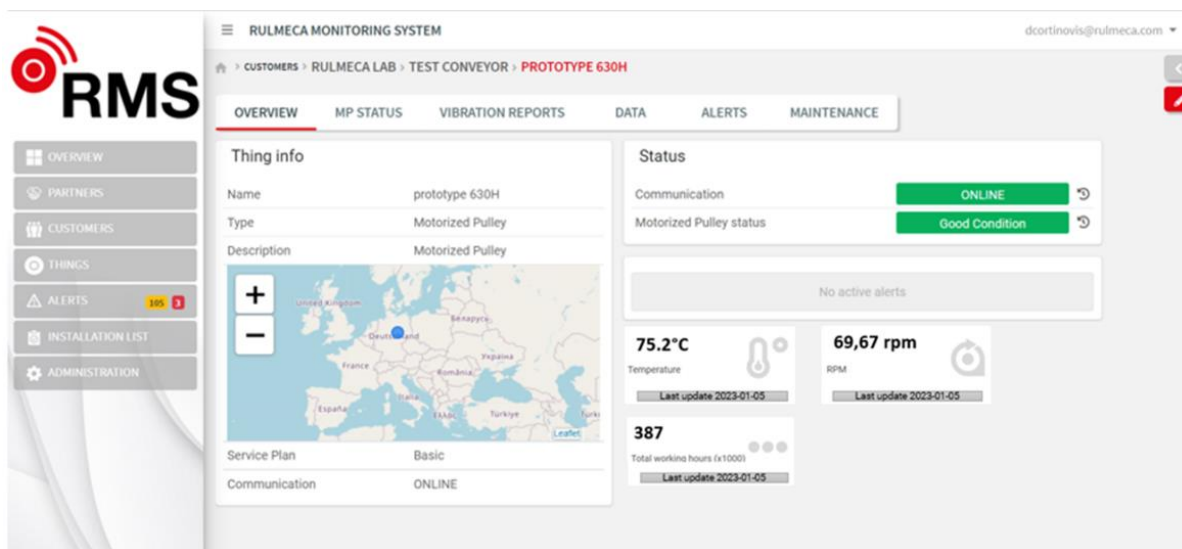 RMS
OVERVIEW
PARTNERS
CUSTOMERS
THINGS
ALERTS 105 3
INSTALLATION LIST
ADMINISTRATION
RULMECA MONITORING SYSTEM
dcortinovis@rulmeca.com
> CUSTOMERS > RULMECA LAB > TEST CONVEYOR > PROTOTYPE 630H
OVERVIEW MP STATUS VIBRATION REPORTS DATA ALERTS MAINTENANCE
Thing info
Name prototype 630H
Type Motorized Pulley
Description Motorized Pulley
+
−
United Kingdom
Беларусь
Deutschland
Україна
France
România
Italia
España
Ελλάς
Türkiye
Leaflet
Service Plan Basic
Communication ONLINE
Status
Communication ONLINE
Motorized Pulley status Good Condition
No active alerts
75.2°C
Temperature
Last update 2023-01-05
69,67 rpm
RPM
Last update 2023-01-05
387
Total working hours (x1000)
Last update 2023-01-05